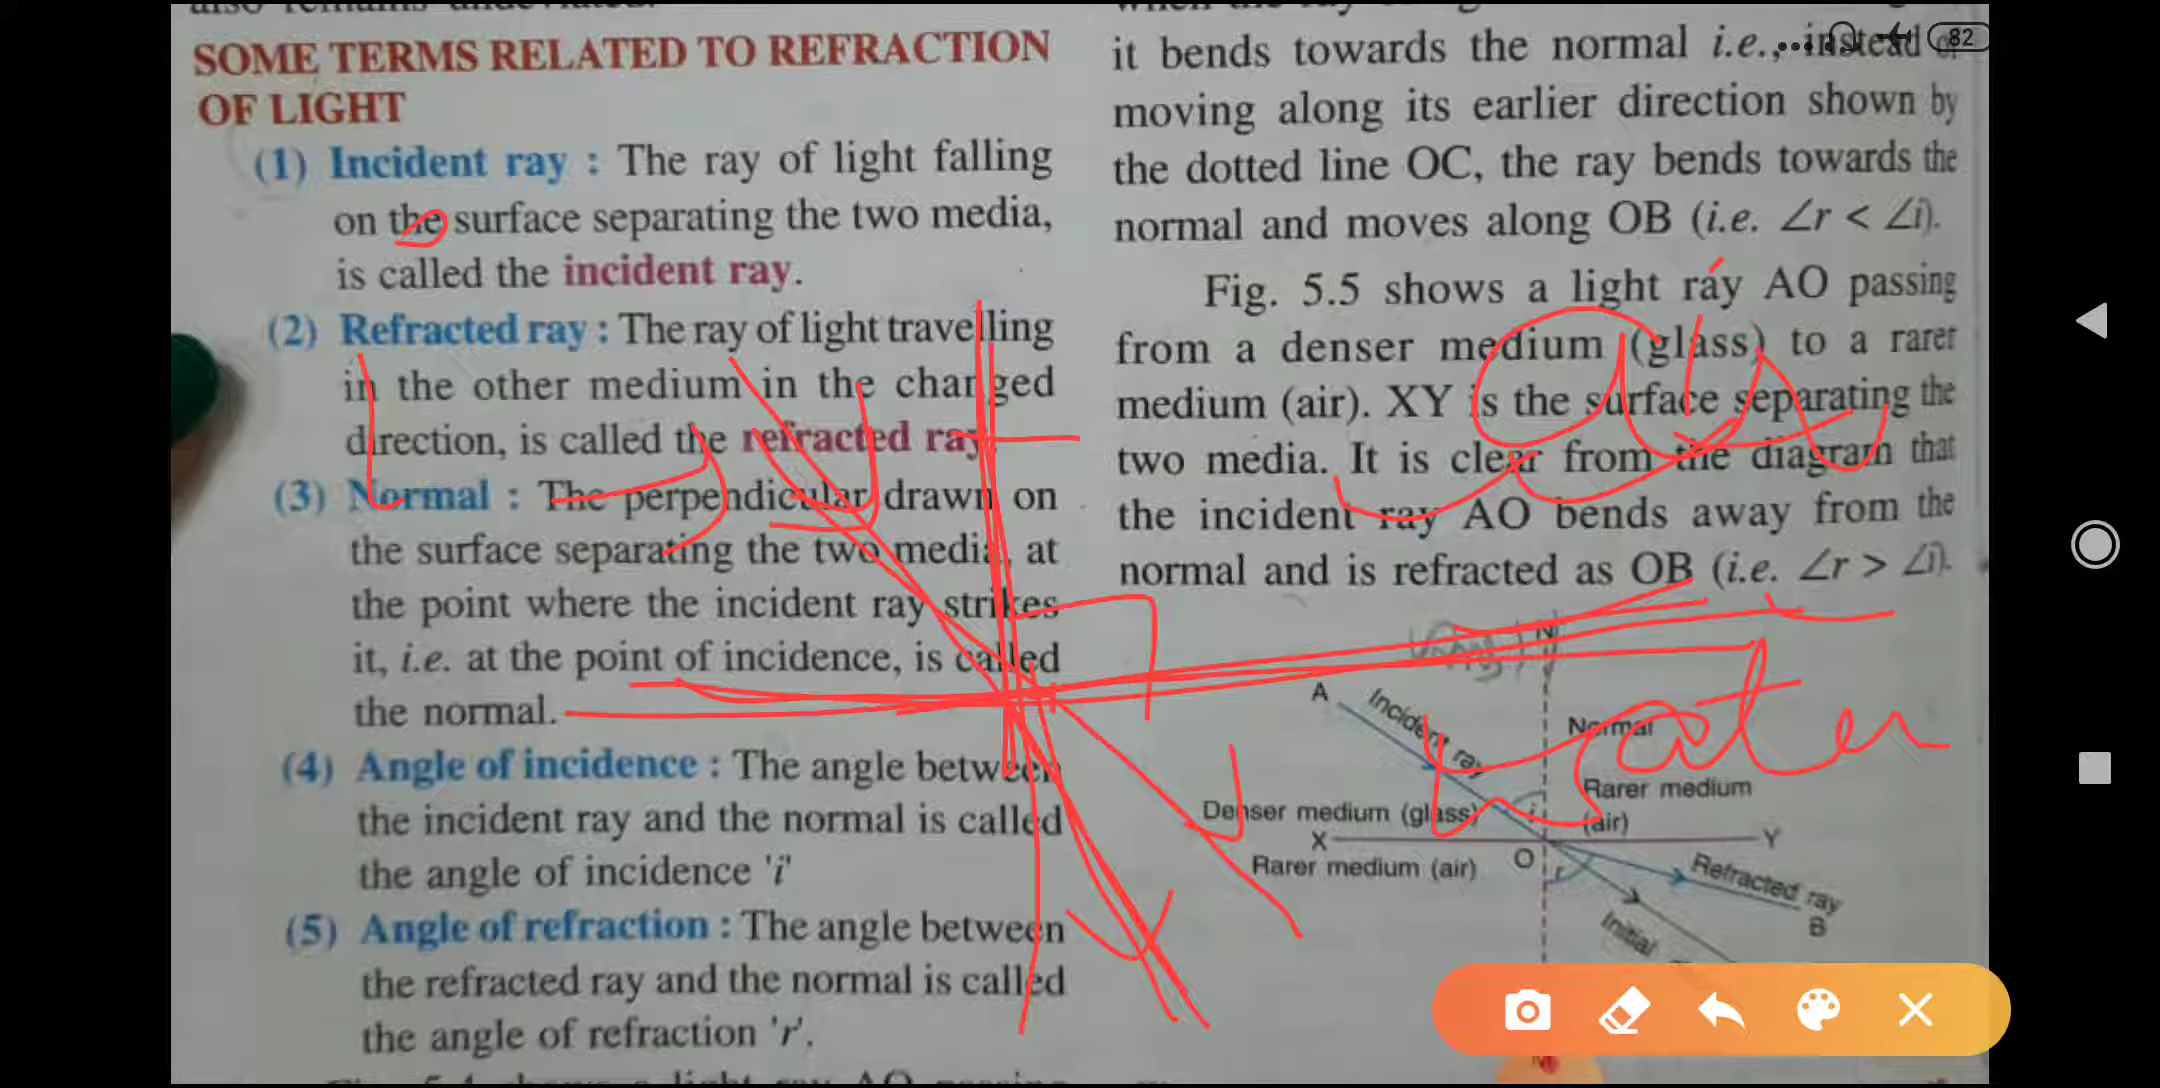 82
SOME TERMS RELATED TO REFRACTION
OF LIGHT
(1) Incident ray : The ray of light falling
on the surface separating the two media,
is called the incident ray.
(2) Refracted ray : The ray of light travelling
in the other medium in the changed
direction, is called the refracted ray.
(3) Normal : The perpendicular drawn on
the surface separating the two media, at
the point where the incident ray strikes
it, i.e. at the point of incidence, is called
the normal.
(4) Angle of incidence : The angle between
the incident ray and the normal is called
the angle of incidence 'i'
(5) Angle of refraction : The angle between
the refracted ray and the normal is called
the angle of refraction 'r'.
it bends towards the normal i.e., instead of
moving along its earlier direction shown by
the dotted line OC, the ray bends towards the
normal and moves along OB (i.e. ∠r < ∠i).
Fig. 5.5 shows a light ray AO passing
from a denser medium (glass) to a rarer
medium (air). XY is the surface separating the
two media. It is clear from the diagram that
the incident ray AO bends away from the
normal and is refracted as OB (i.e. ∠r > ∠i).
air
water
N
A
Incident ray
Normal
Denser medium (glass)
Rarer medium
(air)
i
X
Y
Rarer medium (air)
O
r
Refracted ray
B
Initial